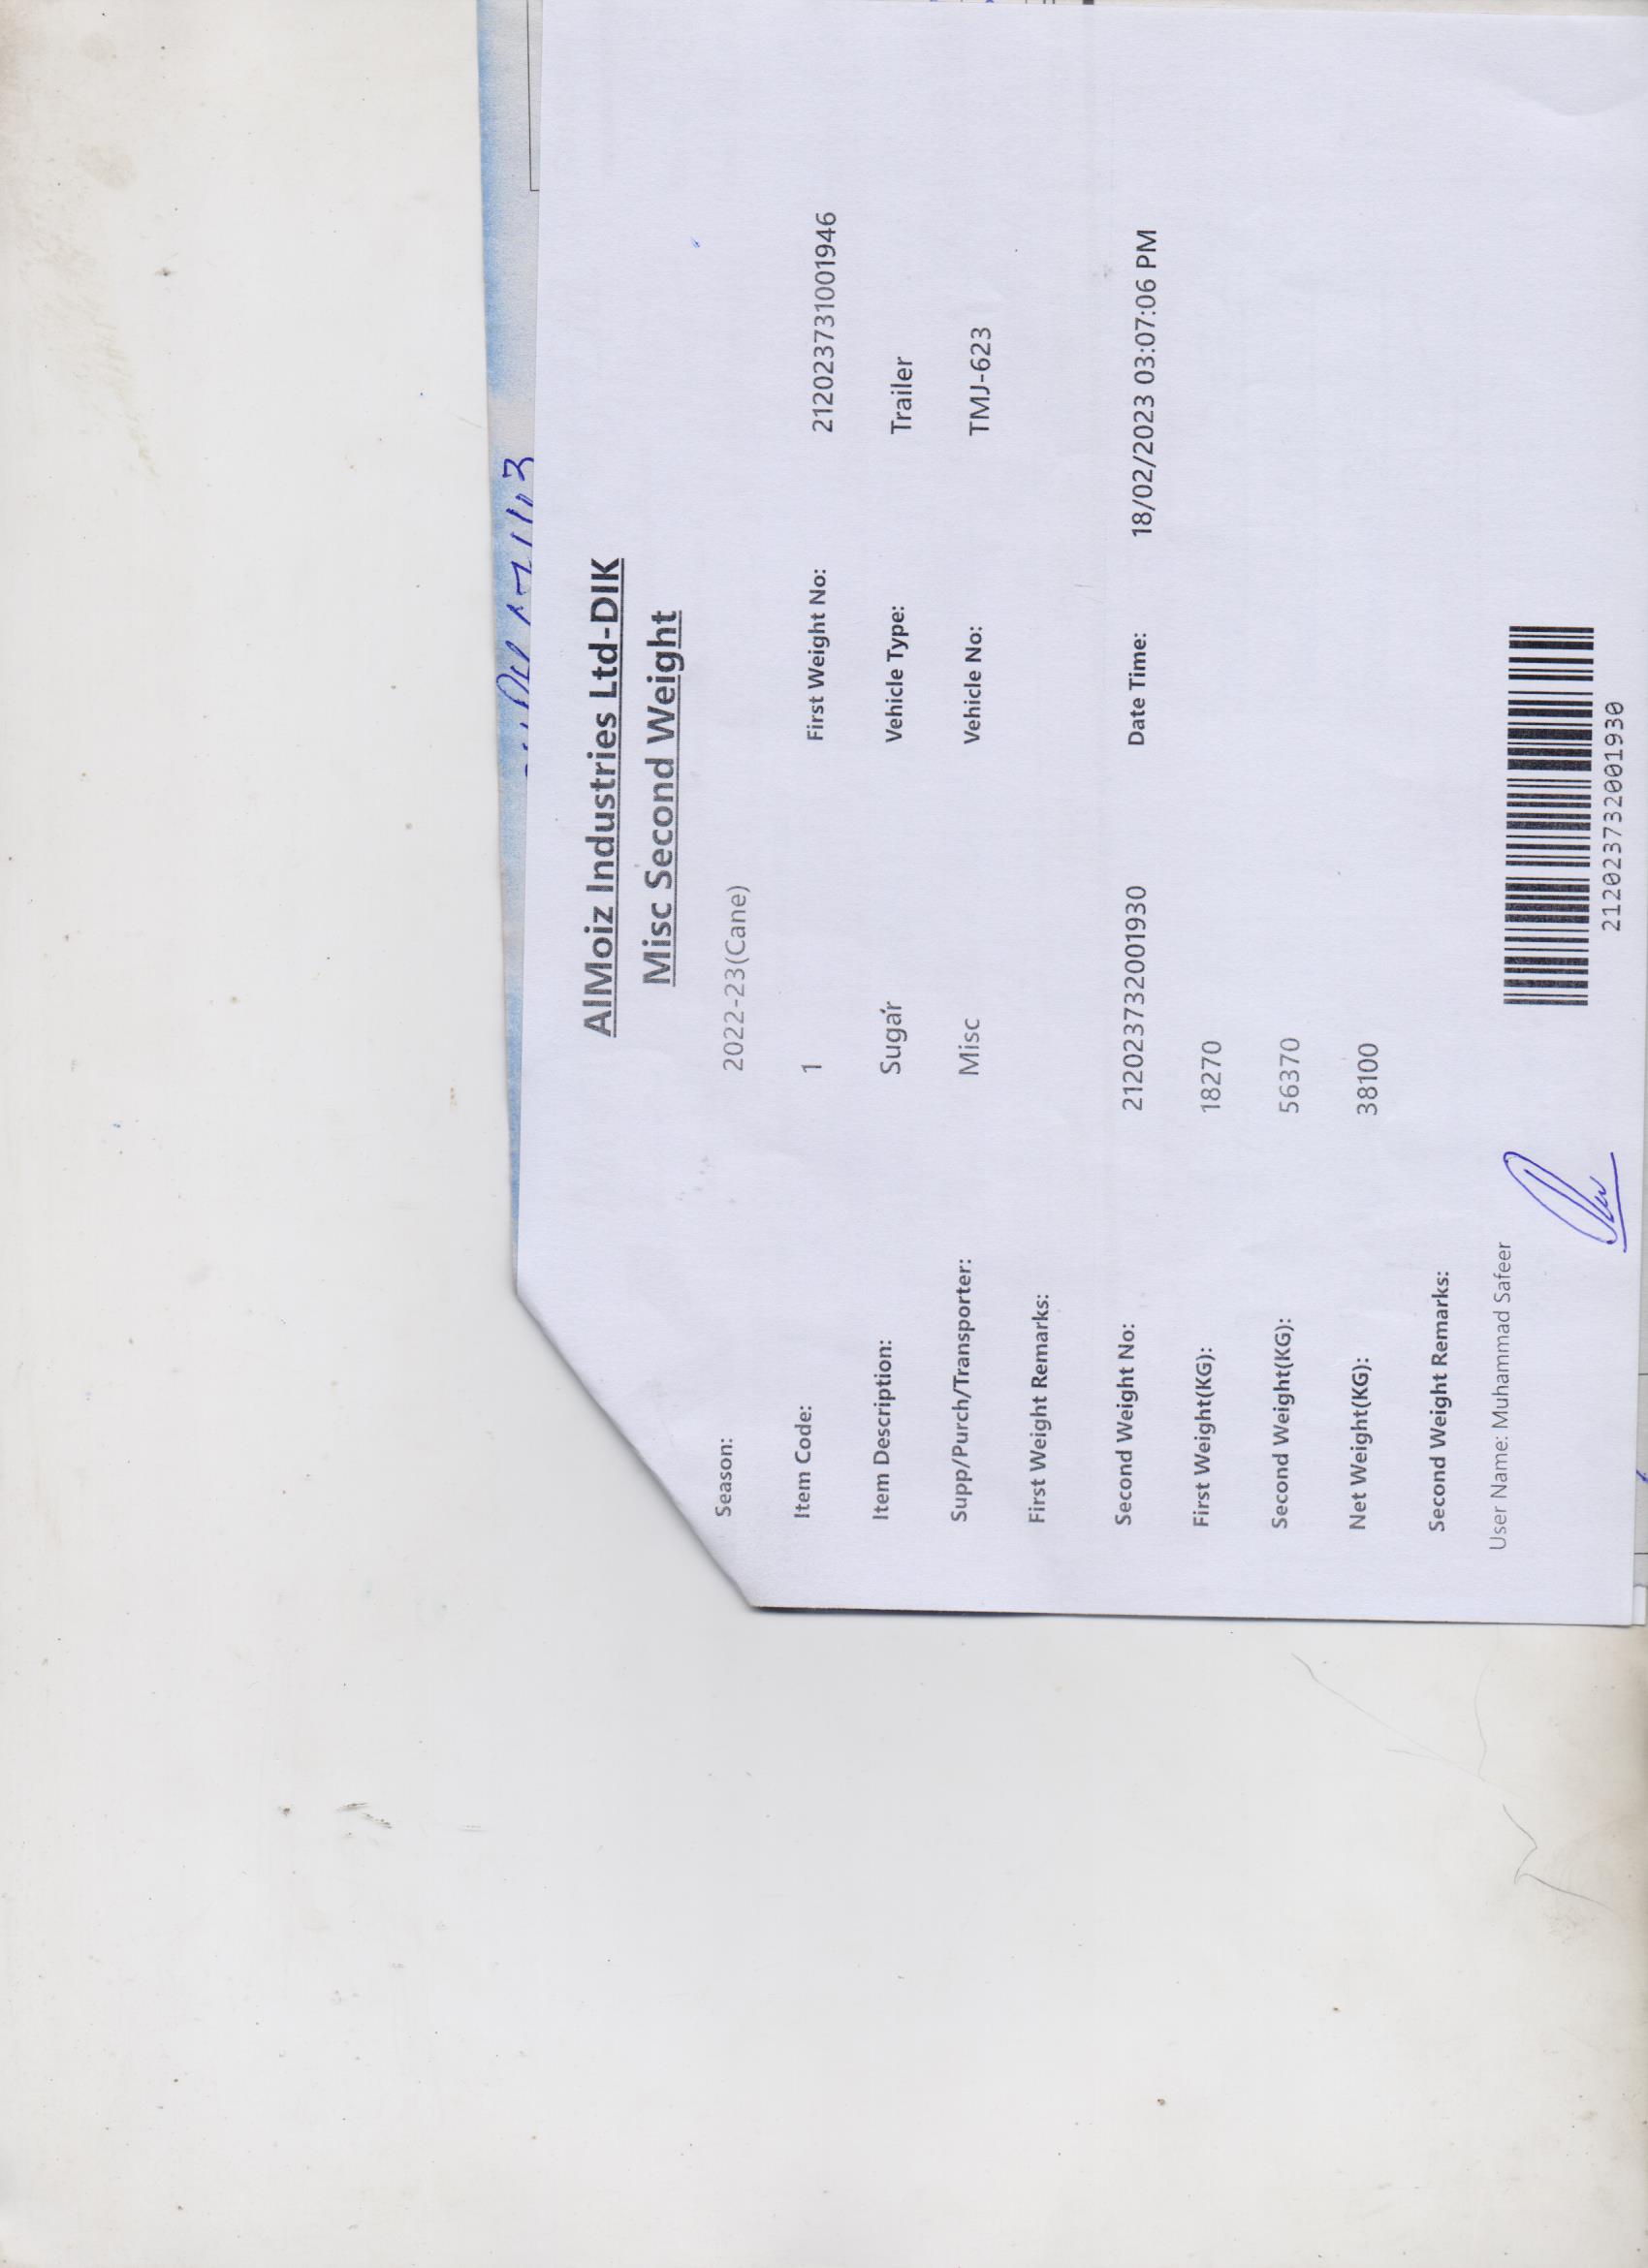 AlMoiz Industries Ltd-DIK
Misc Second Weight
Season: 2022-23(Cane)
Item Code: 1 First Weight No: 212023731001946
Item Description: Sugar Vehicle Type: Trailer
Supp/Purch/Transporter: Misc Vehicle No: TMJ-623
First Weight Remarks:
Second Weight No: 2120237320001930 Date Time: 18/02/2023 03:07:06 PM
First Weight(KG): 18270
Second Weight(KG): 56370
Net Weight(KG): 38100
Second Weight Remarks:
User Name: Muhammad Safeer
2120237320001930